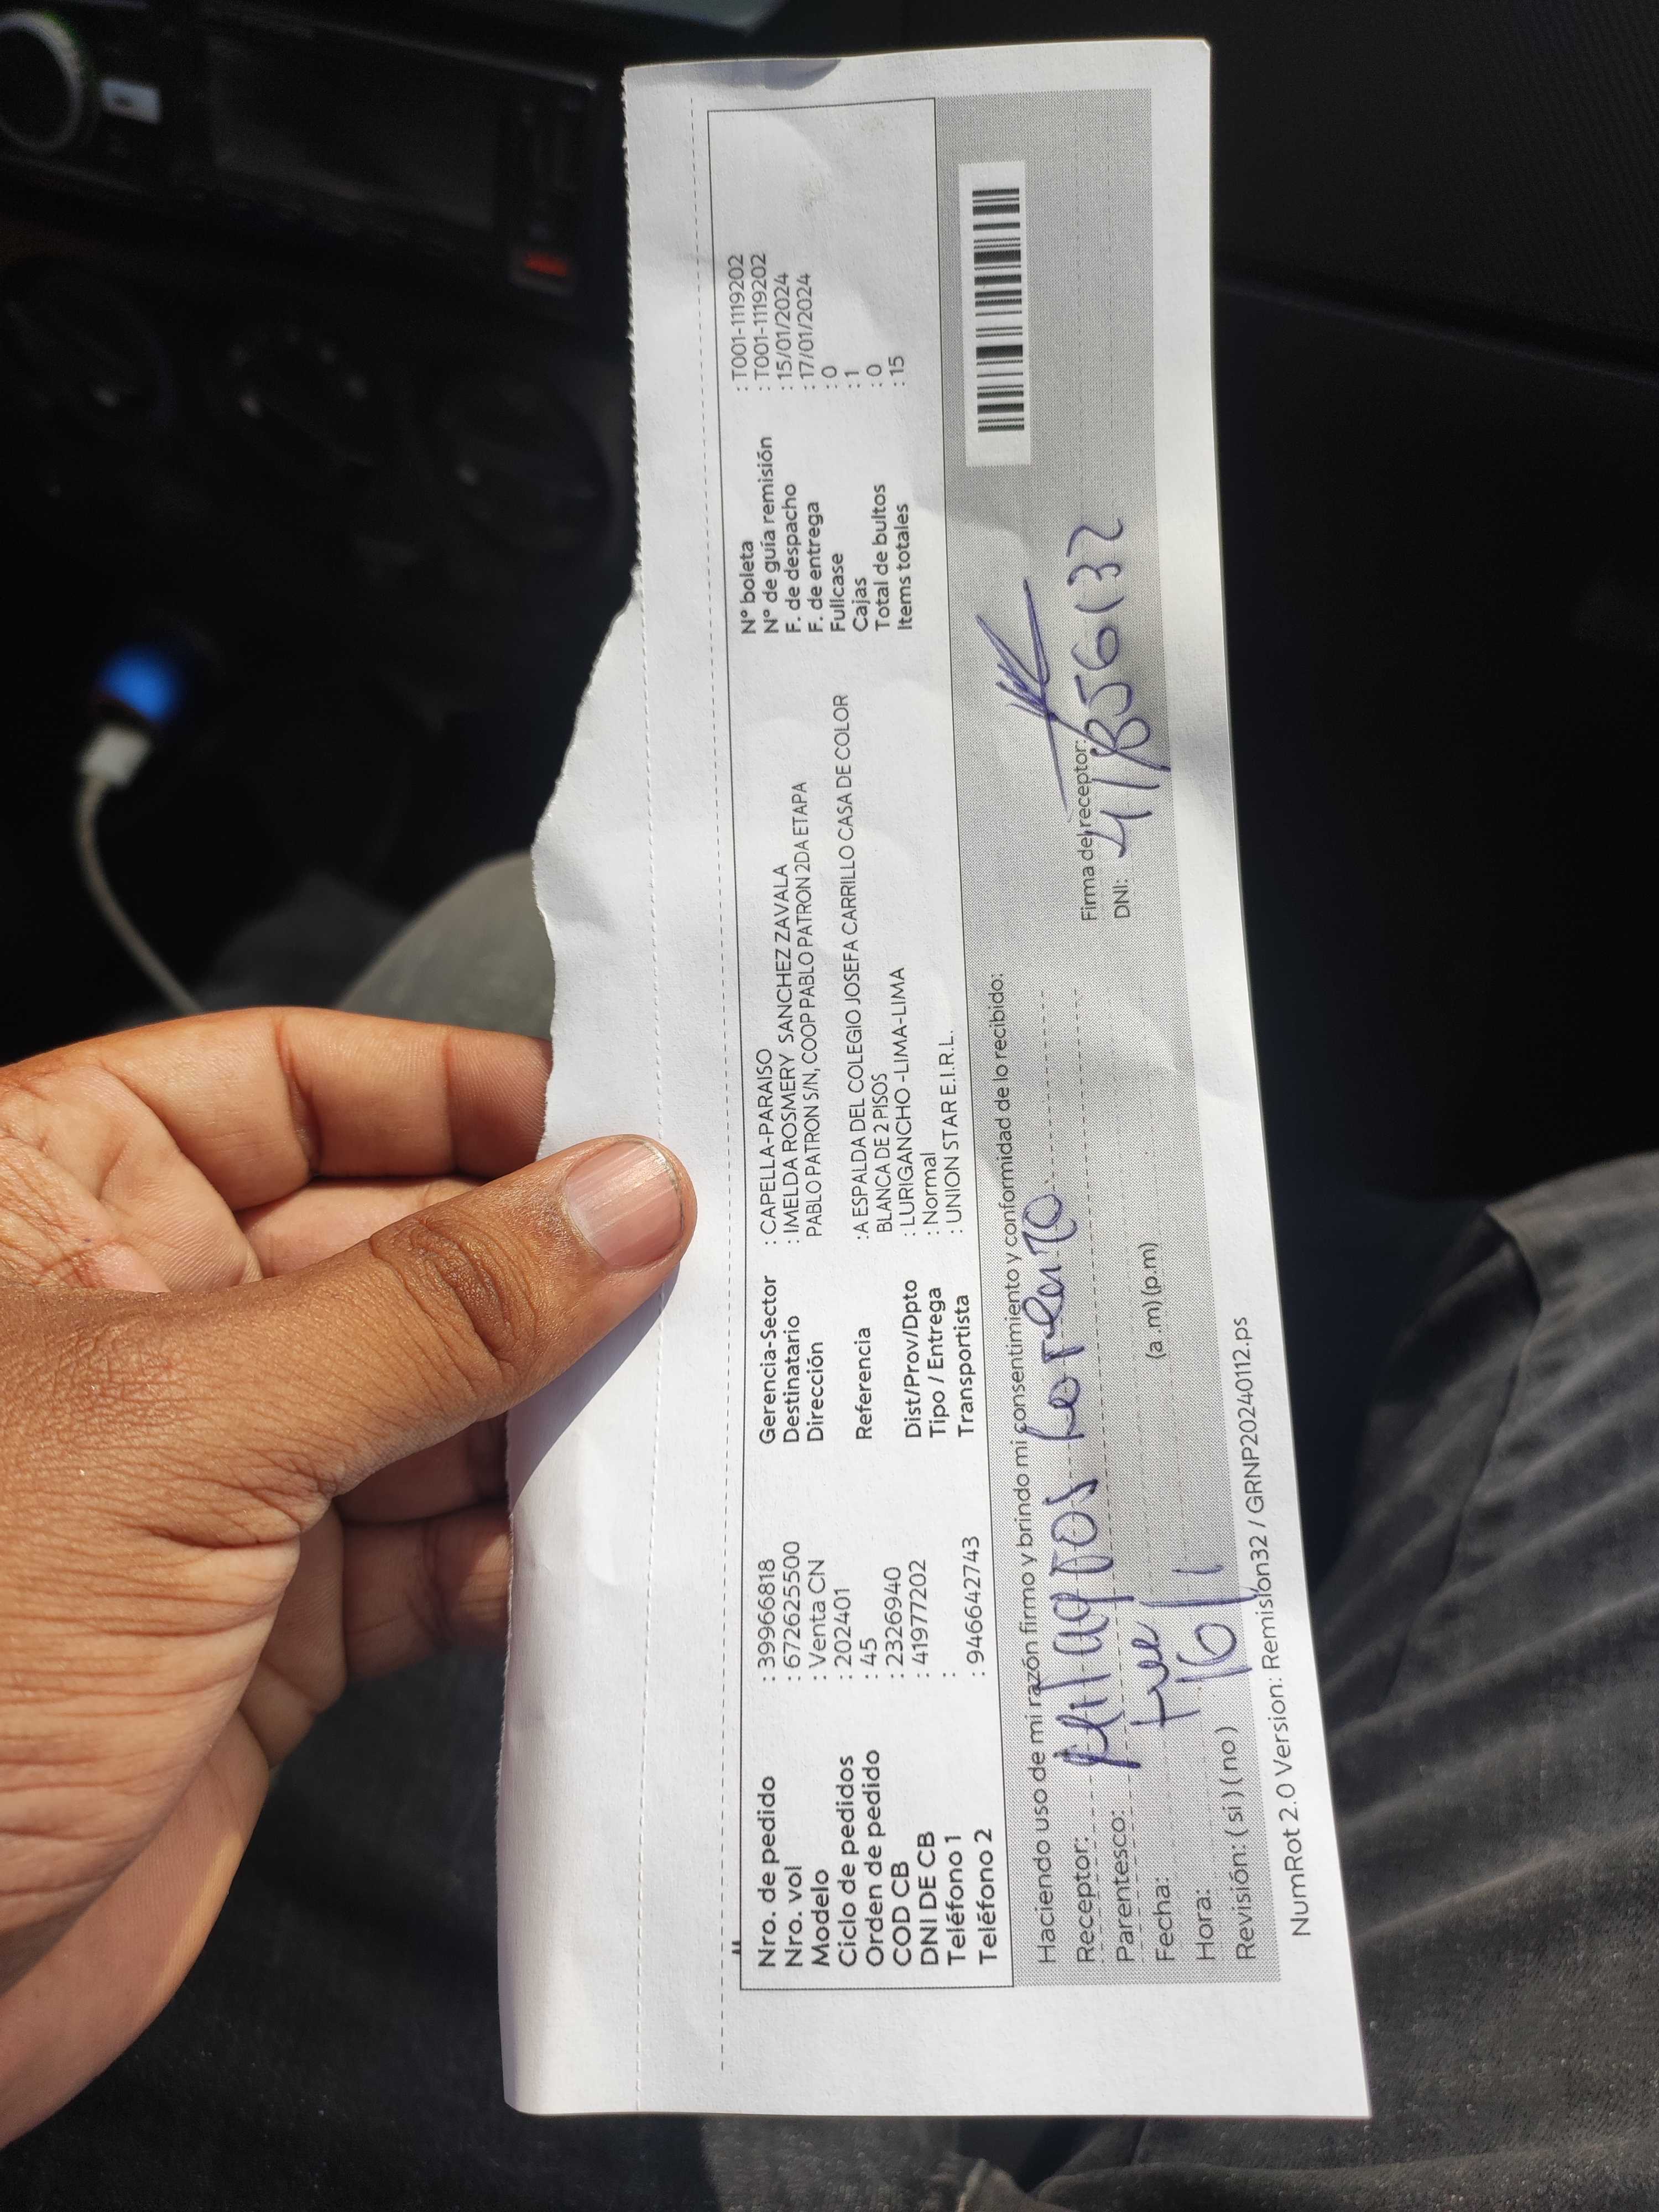 Nro. de pedido : 39966818
Nro. vol : 672625500
Modelo : Venta CN
Ciclo de pedidos : 202401
Orden de pedido : 45
COD CB : 2326940
DNI DE CB : 41977202
Teléfono 1 :
Teléfono 2 : 946642743
Gerencia-Sector : CAPELLA-PARAISO
Destinatario : IMELDA ROSMERY SANCHEZ ZAVALA
Dirección PABLO PATRON S/N, COOP PABLO PATRON 2DA ETAPA
Referencia : A ESPALDA DEL COLEGIO JOSEFA CARRILLO CASA DE COLOR
BLANCA DE 2 PISOS
Dist/Prov/Dpto : LURIGANCHO -LIMA-LIMA
Tipo / Entrega : Normal
Transportista : UNION STAR E.I.R.L.
N° boleta : T001-1119202
N° de guía remisión : T001-1119202
F. de despacho : 15/01/2024
F. de entrega : 17/01/2024
Fullcase : 0
Cajas : 1
Total de bultos : 0
Items totales : 15
Haciendo uso de mi razón firmo y brindo mi consentimiento y conformidad de lo recibido:
Receptor: Milagros
Parentesco:
Fecha: 16/1
Hora: (a.m) (p.m)
Revisión: ( si ) ( no )
Firma del receptor:
DNI: 41856132
NumRot 2.0 Version: Remision32 / GRNP20240112.ps